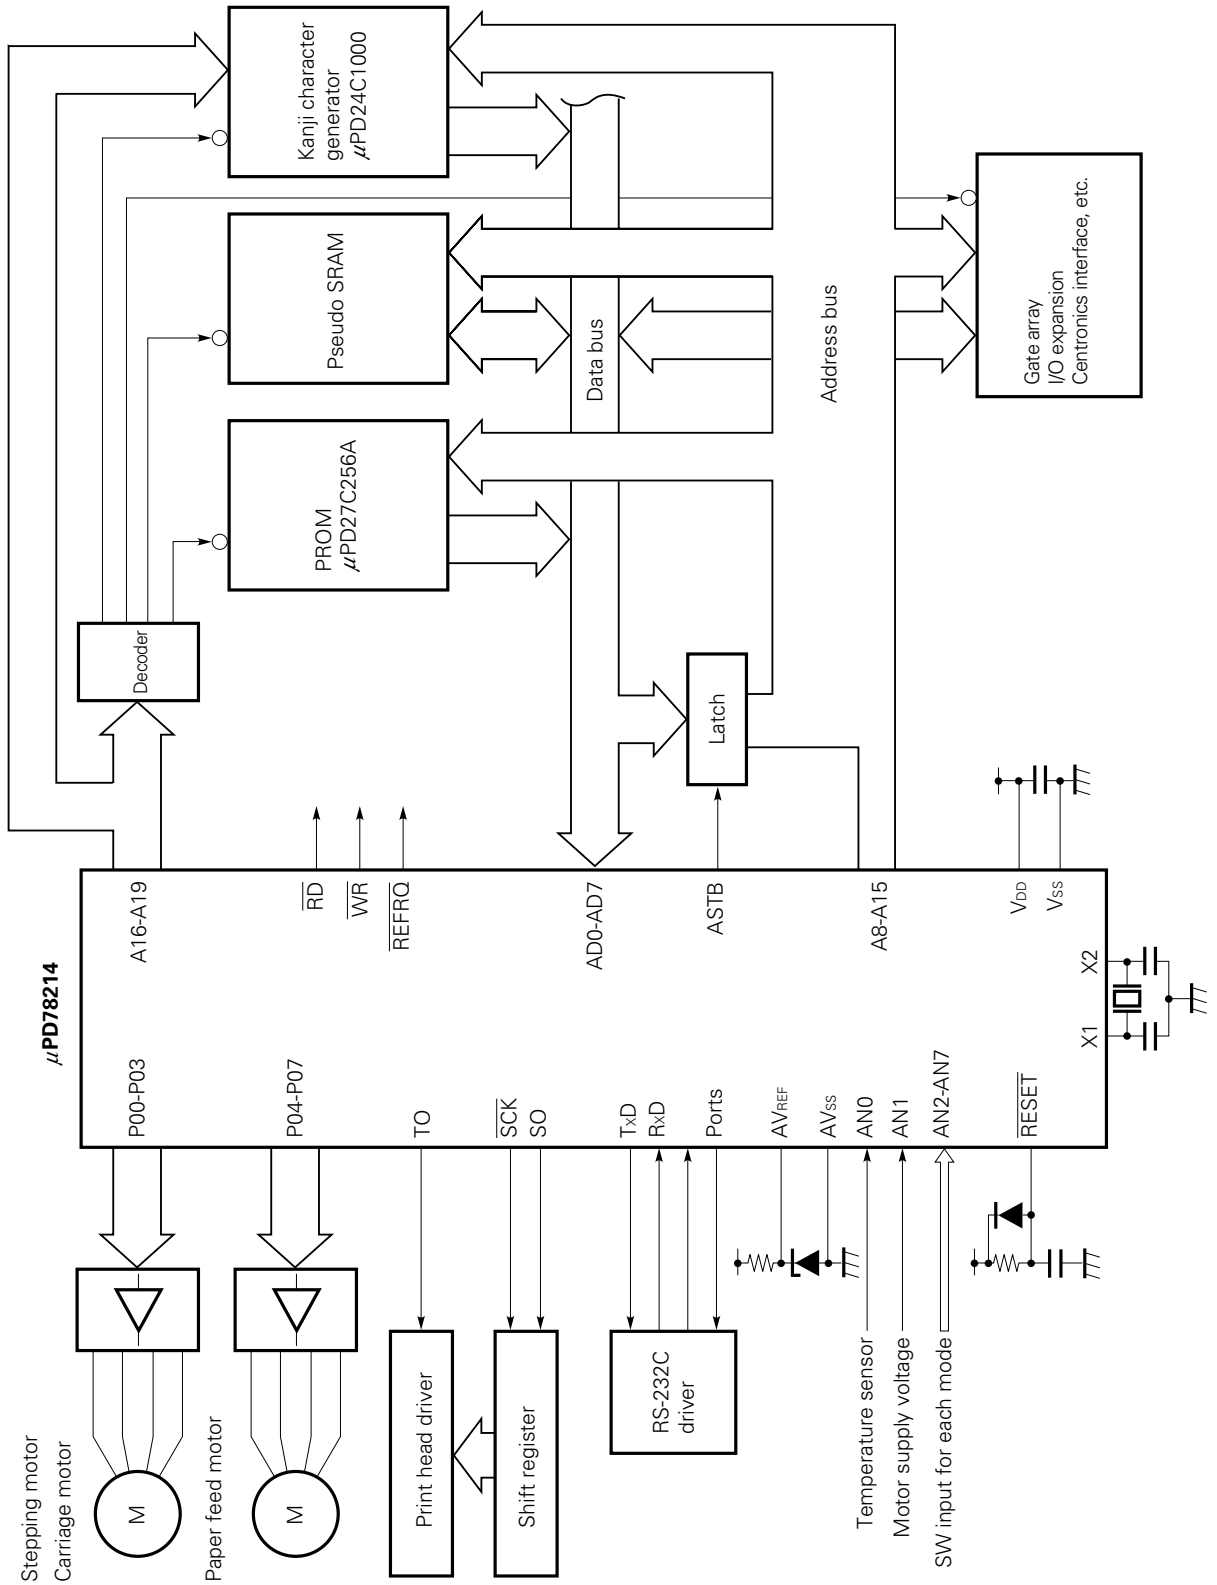 μPD78214
Stepping motor
Carriage motor
M
Paper feed motor
M
Print head driver
Shift register
RS-232C
driver
Temperature sensor
Motor supply voltage
SW input for each mode
P00-P03
P04-P07
TO
SCK
SO
TxD
RxD
Ports
AVREF
AVSS
AN0
AN1
AN2-AN7
RESET
X1
X2
A16-A19
RD
WR
REFRQ
AD0-AD7
ASTB
A8-A15
VDD
VSS
Decoder
Latch
PROM
μPD27C256A
Pseudo SRAM
Kanji character
generator
μPD24C1000
Data bus
Address bus
Gate array
I/O expansion
Centronics interface, etc.